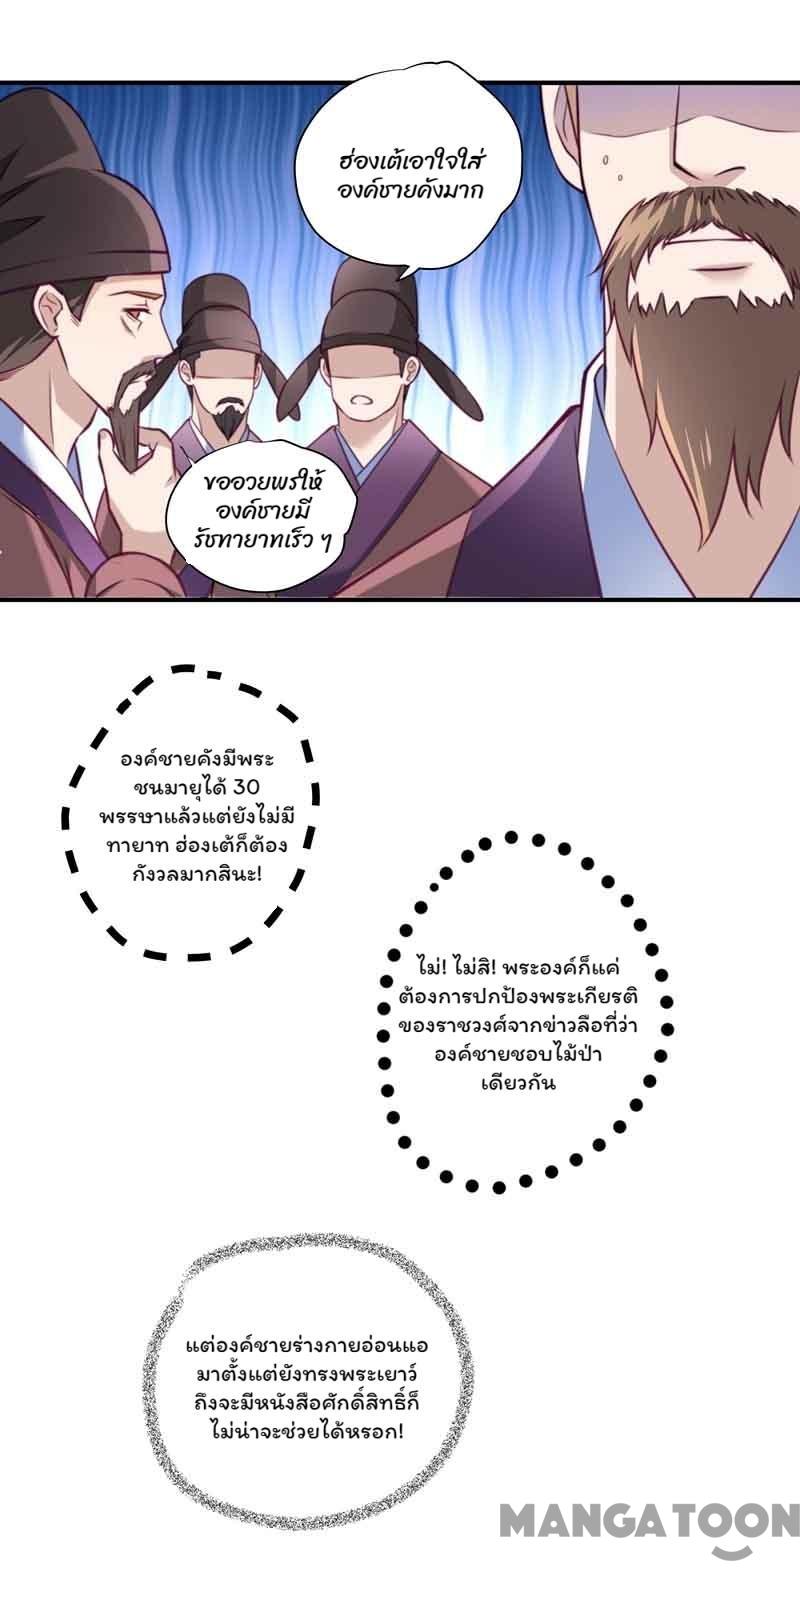 ฮ่องเต้เอาใจใส่
องค์ชายคังมาก
ขออวยพรให้
องค์ชายมี
รัชทายาทเร็ว ๆ
องค์ชายคังมีพระ
ชนมายุได้ 30
พรรษาแล้วแต่ยังไม่มี
ทายาท ฮ่องเต้ก็ต้อง
กังวลมากสินะ!
ไม่! ไม่สิ! พระองค์ก็แค่
ต้องการปกป้องพระเกียรติ
ของราชวงศ์จากข่าวลือที่ว่า
องค์ชายชอบไม้ป่า
เดียวกัน
แต่องค์ชายร่างกายอ่อนแอ
มาตั้งแต่ยังทรงพระเยาว์
ถึงจะมีหนังสือศักดิ์สิทธิ์ก็
ไม่น่าจะช่วยได้หรอก!
MANGATOON